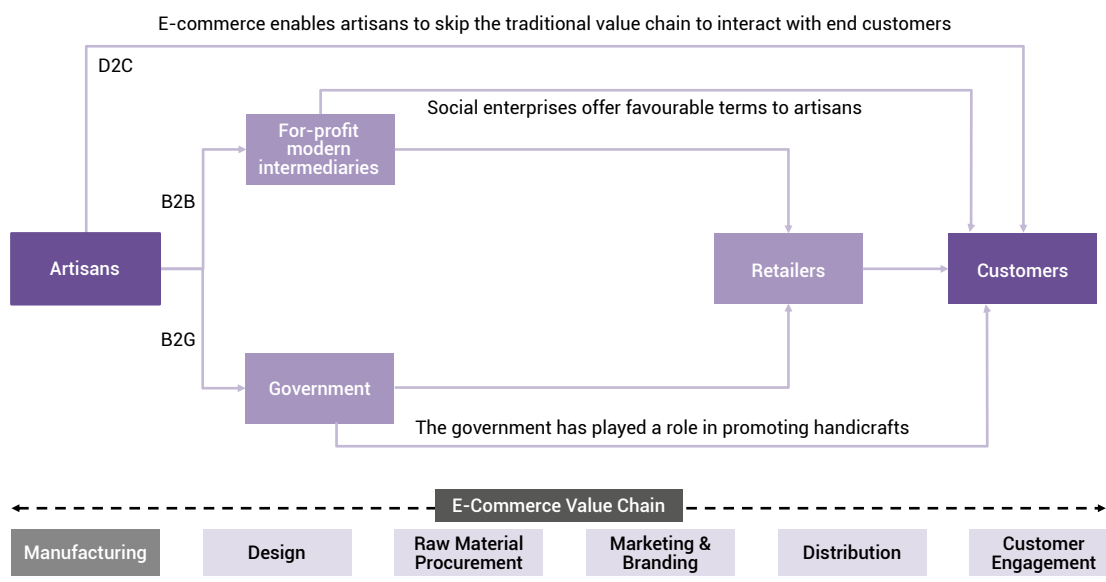 E-commerce enables artisans to skip the traditional value chain to interact with end customers
D2C
Social enterprises offer favourable terms to artisans
For-profit
modern
intermediaries
B2B
Artisans
Retailers
Customers
B2G
Government
The government has played a role in promoting handicrafts
E-Commerce Value Chain
Manufacturing
Design
Raw Material
Procurement
Marketing &
Branding
Distribution
Customer
Engagement